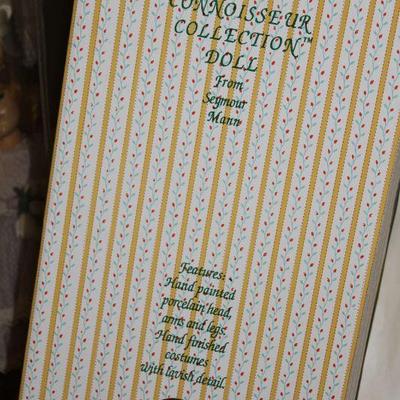 CONNOISSEUR
COLLECTION™
DOLL
From
Seymour
Mann
Features:
Hand painted
porcelain head,
arms and legs.
Hand finished
costumes
with lavish detail.